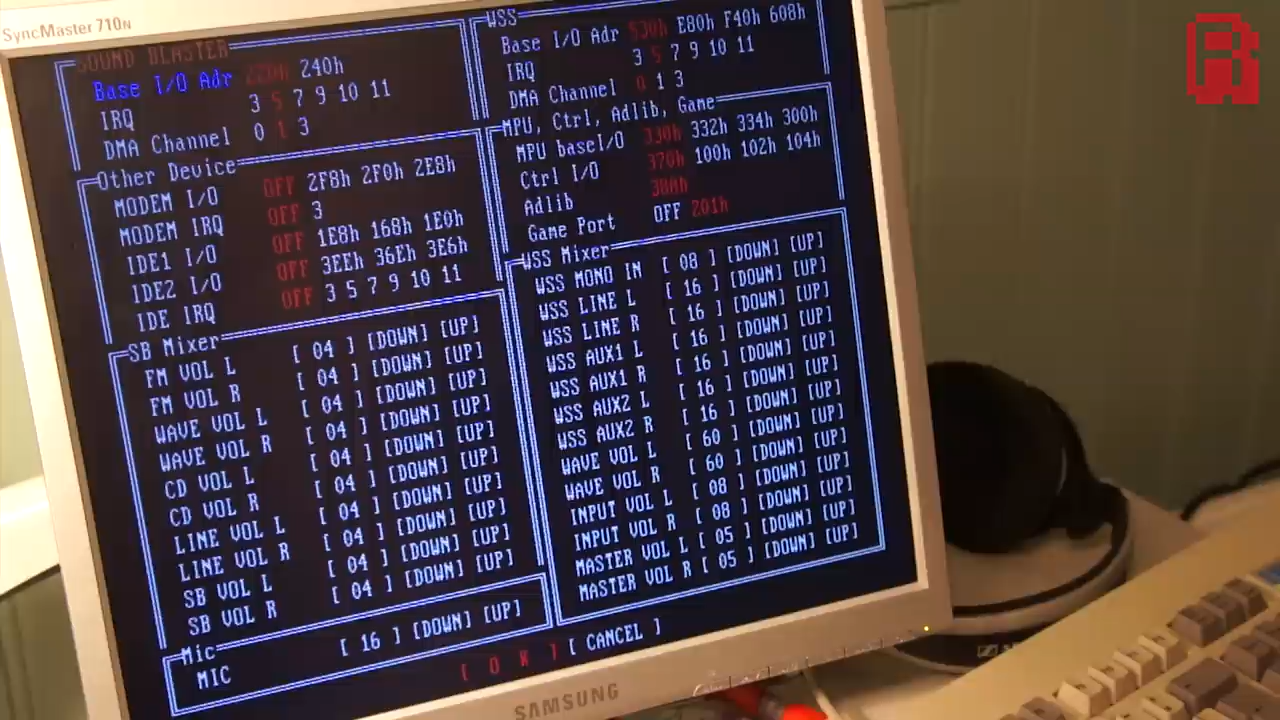 SyncMaster 710N
SOUND BLASTER
Base I/O Adr 220h 240h
IRQ 3 5 7 9 10 11
DMA Channel 0 1 3
Other Device
MODEM I/O OFF 2F8h 2F0h 2E8h
MODEM IRQ OFF 3
IDE1 I/O OFF 1E8h 168h 1E0h
IDE2 I/O OFF 3EEh 36Eh 3E6h
IDE IRQ OFF 3 5 7 9 10 11
SB Mixer
FM VOL L [ 04 ] [DOWN] [UP]
FM VOL R [ 04 ] [DOWN] [UP]
WAVE VOL L [ 04 ] [DOWN] [UP]
WAVE VOL R [ 04 ] [DOWN] [UP]
CD VOL L [ 04 ] [DOWN] [UP]
CD VOL R [ 04 ] [DOWN] [UP]
LINE VOL L [ 04 ] [DOWN] [UP]
LINE VOL R [ 04 ] [DOWN] [UP]
SB VOL L [ 04 ] [DOWN] [UP]
SB VOL R [ 04 ] [DOWN] [UP]
Mic
MIC [ 16 ] [DOWN] [UP]
WSS
Base I/O Adr 530h E80h F40h 608h
IRQ 3 5 7 9 10 11
DMA Channel 0 1 3
MPU, Ctrl, Adlib, Game
MPU baseI/O 330h 332h 334h 300h
Ctrl I/O 370h 100h 102h 104h
Adlib 388h
Game Port OFF 201h
WSS Mixer
WSS MONO IN [ 08 ] [DOWN] [UP]
WSS LINE L [ 16 ] [DOWN] [UP]
WSS LINE R [ 16 ] [DOWN] [UP]
WSS AUX1 L [ 16 ] [DOWN] [UP]
WSS AUX1 R [ 16 ] [DOWN] [UP]
WSS AUX2 L [ 16 ] [DOWN] [UP]
WSS AUX2 R [ 16 ] [DOWN] [UP]
WAVE VOL L [ 60 ] [DOWN] [UP]
WAVE VOL R [ 60 ] [DOWN] [UP]
INPUT VOL L [ 08 ] [DOWN] [UP]
INPUT VOL R [ 08 ] [DOWN] [UP]
MASTER VOL L [ 05 ] [DOWN] [UP]
MASTER VOL R [ 05 ] [DOWN] [UP]
[ O K ] [ CANCEL ]
SAMSUNG
R